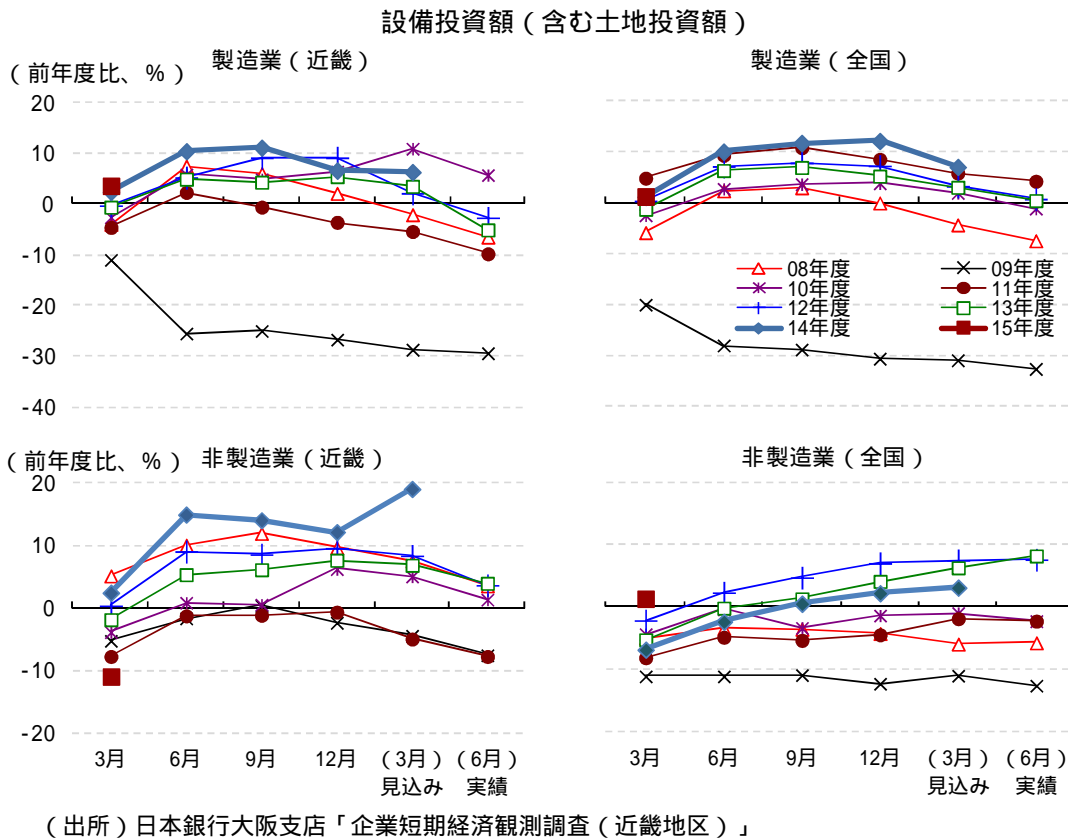 設備投資額（含む土地投資額）
（前年度比、％）
製造業（近畿）
製造業（全国）
20
10
0
-10
-20
-30
-40
08年度
09年度
10年度
11年度
12年度
13年度
14年度
15年度
（前年度比、％）
非製造業（近畿）
非製造業（全国）
20
10
0
-10
-20
3月
6月
9月
12月
（3月）
見込み
（6月）
実績
3月
6月
9月
12月
（3月）
見込み
（6月）
実績
（出所）日本銀行大阪支店「企業短期経済観測調査（近畿地区）」